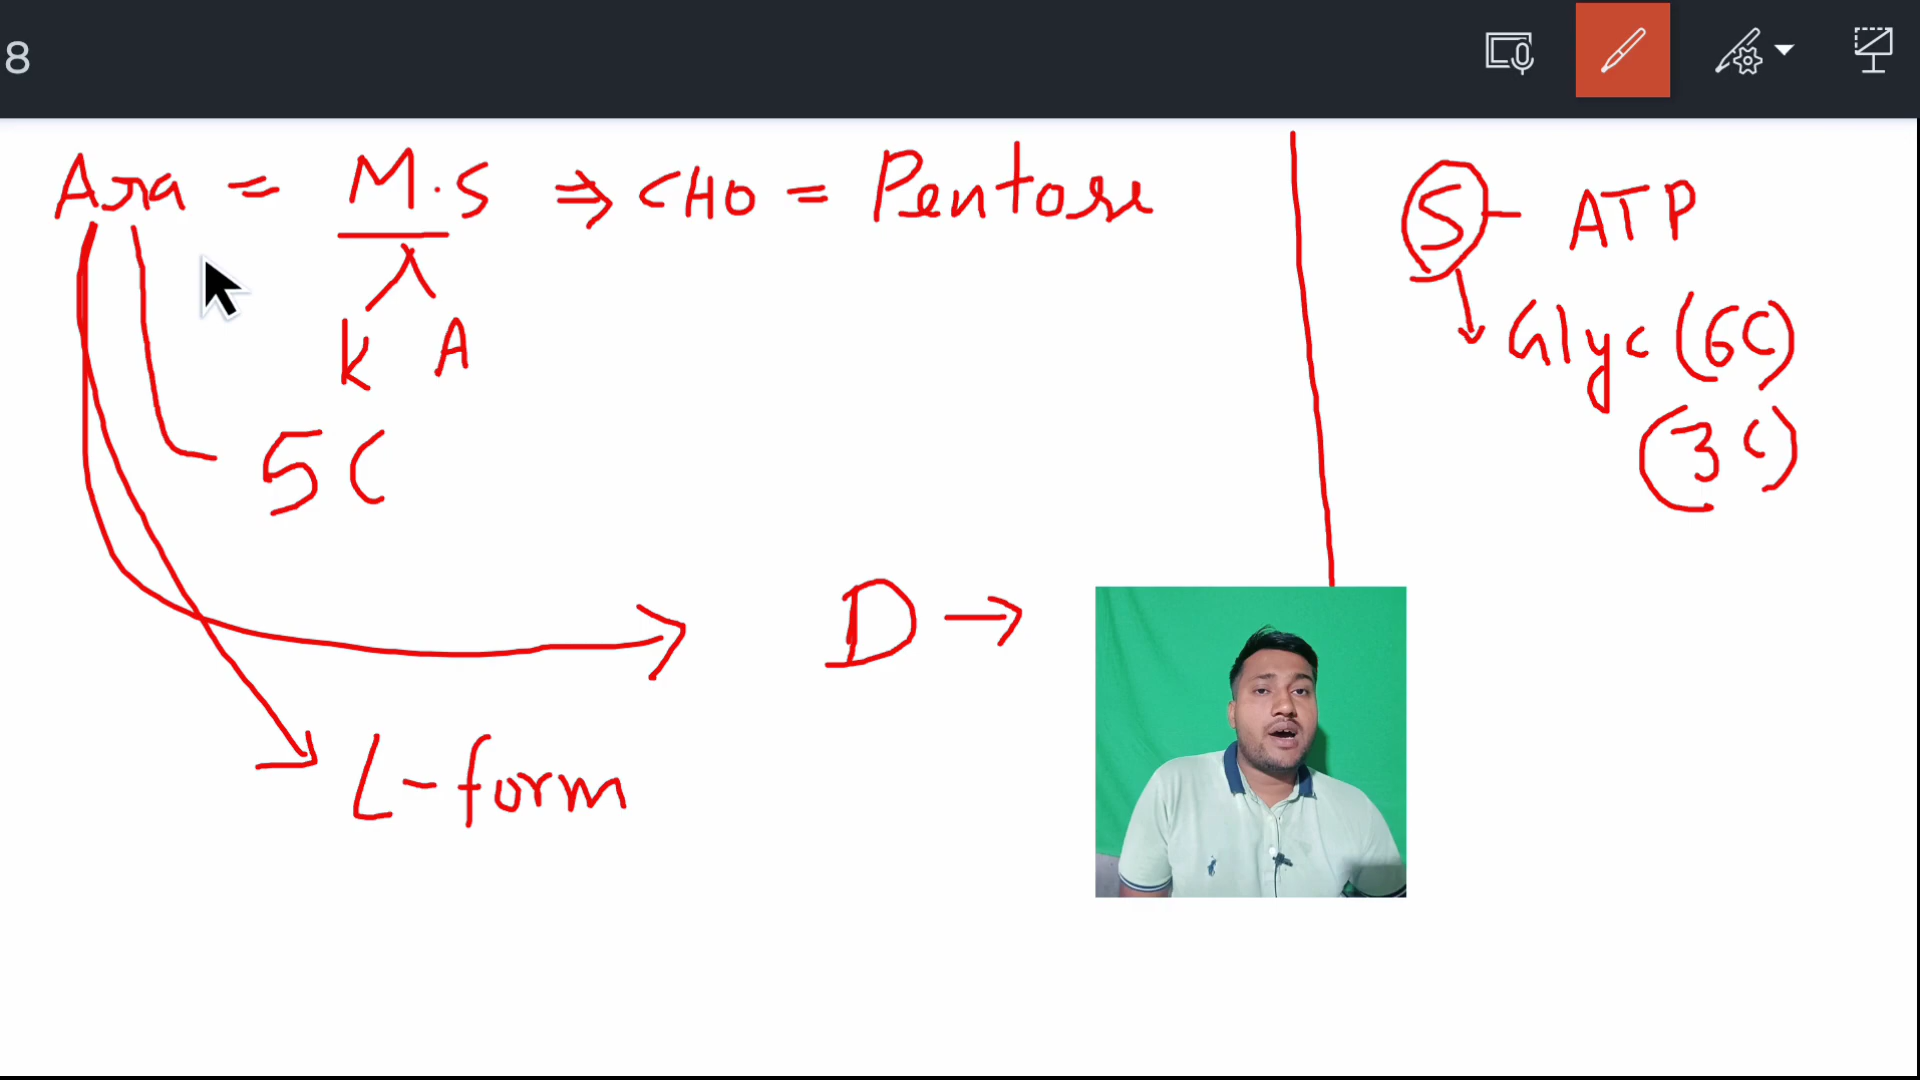 8
Ara = M.S ⇒ CHO = Pentose
K A
5C
D →
L-form
S - ATP
Glyc (6C)
(3C)